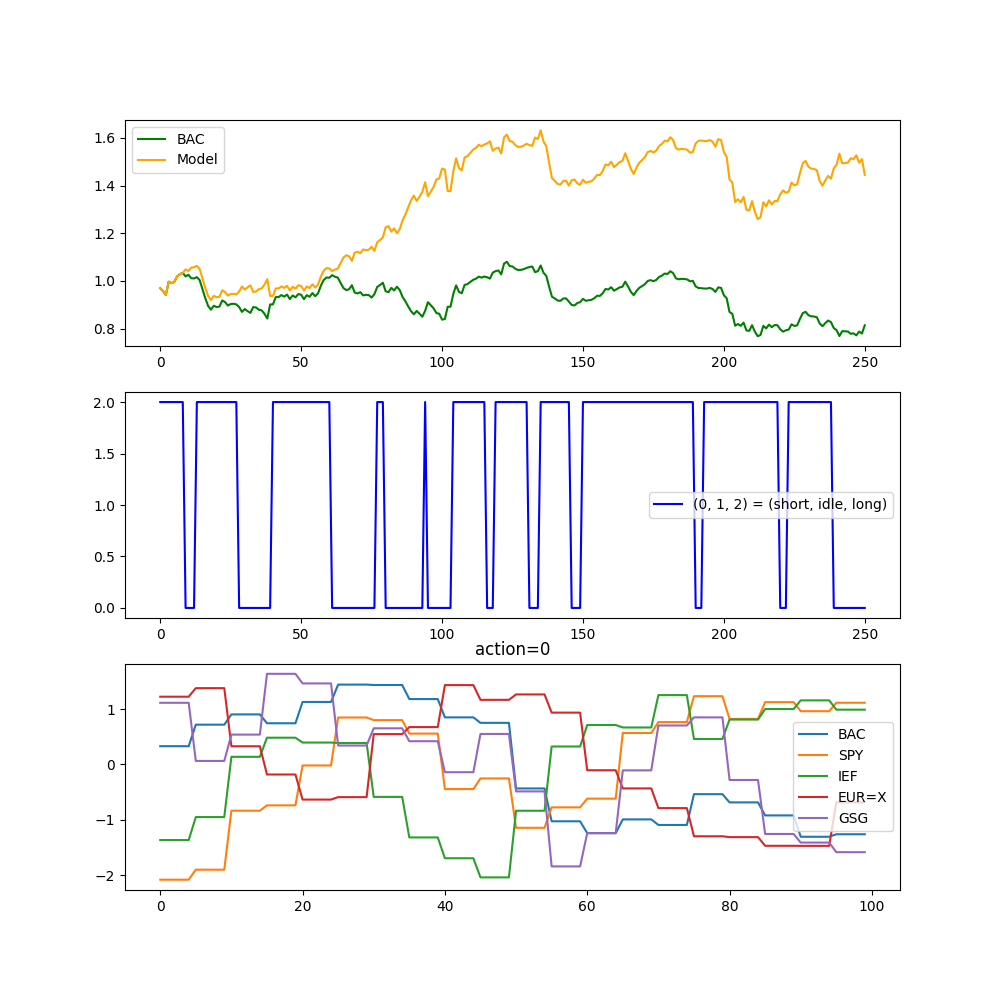 1.6
1.4
1.2
1.0
0.8
BAC
Model
0 50 100 150 200 250
2.0
1.5
1.0
0.5
0.0
(0, 1, 2) = (short, idle, long)
0 50 100 150 200 250
action=0
1
0
−1
−2
BAC
SPY
IEF
EUR=X
GSG
0 20 40 60 80 100